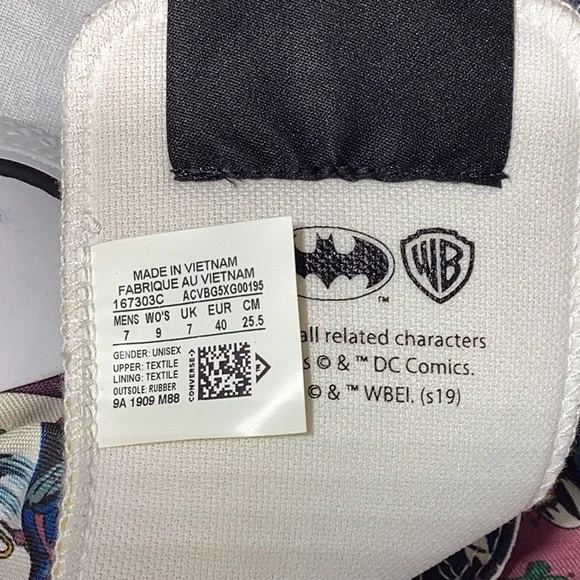 MADE IN VIETNAM
FABRIQUE AU VIETNAM
167303C ACVBG5XG00195
MENS WO'S UK EUR CM
7 9 7 40 25.5
GENDER: UNISEX
UPPER: TEXTILE
LINING: TEXTILE
OUTSOLE: RUBBER
9A 1909 M88
CONVERSE
WB
™
all related characters
© & ™ DC Comics.
© & ™ WBEI. (s19)